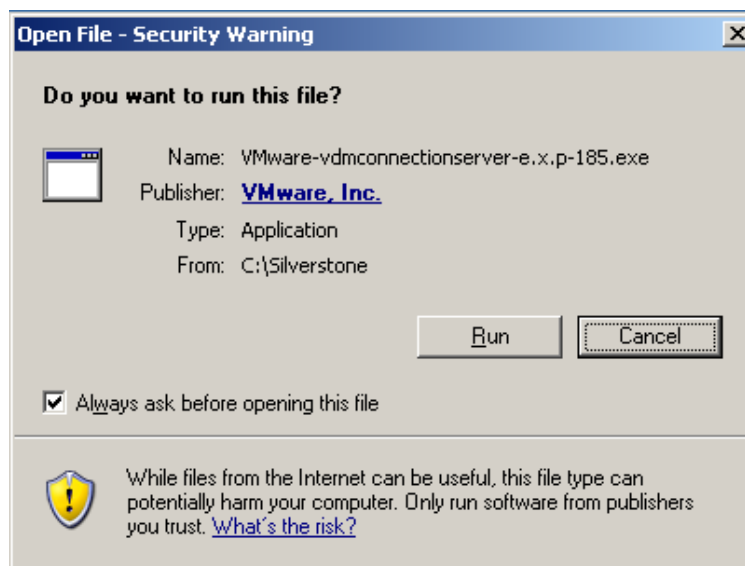 Open File - Security Warning
Do you want to run this file?
Name: VMware-vdmconnectionserver-e.x.p-185.exe
Publisher: VMware, Inc.
Type: Application
From: C:\Silverstone
Run Cancel
Always ask before opening this file
While files from the Internet can be useful, this file type can
potentially harm your computer. Only run software from publishers
you trust. What's the risk?